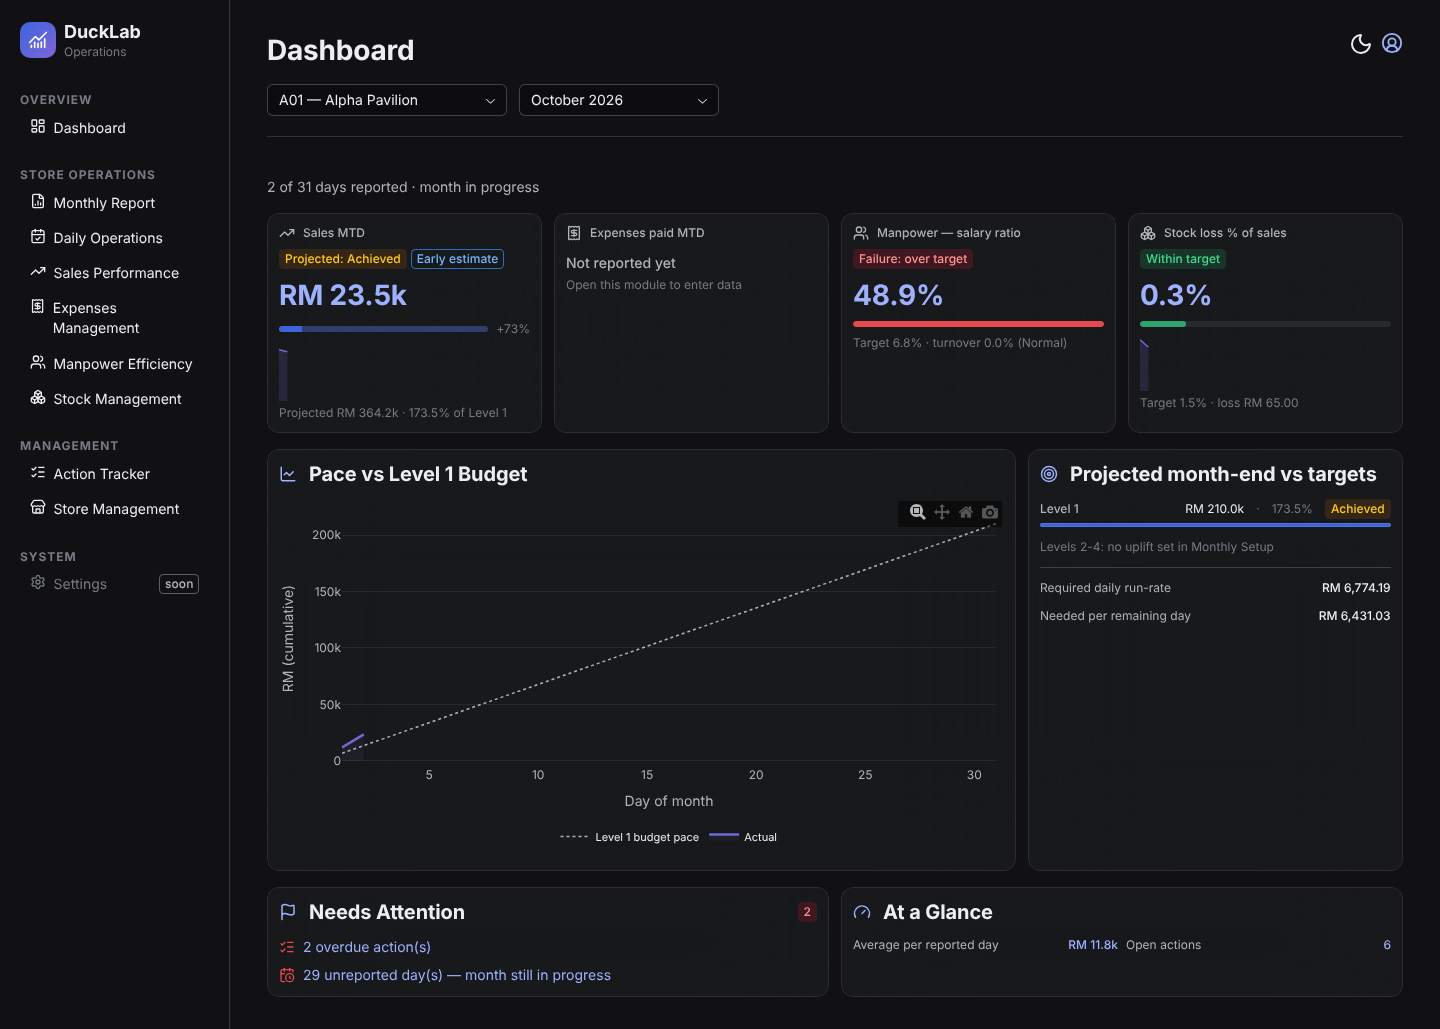 DuckLab
Operations
OVERVIEW
Dashboard
STORE OPERATIONS
Monthly Report
Daily Operations
Sales Performance
Expenses
Management
Manpower Efficiency
Stock Management
MANAGEMENT
Action Tracker
Store Management
SYSTEM
Settings soon
Dashboard
A01 — Alpha Pavilion
October 2026
2 of 31 days reported · month in progress
Sales MTD
Projected: Achieved Early estimate
RM 23.5k
+73%
Projected RM 364.2k · 173.5% of Level 1
Expenses paid MTD
Not reported yet
Open this module to enter data
Manpower — salary ratio
Failure: over target
48.9%
Target 6.8% · turnover 0.0% (Normal)
Stock loss % of sales
Within target
0.3%
Target 1.5% · loss RM 65.00
Pace vs Level 1 Budget
200k
150k
100k
50k
0
RM (cumulative)
5 10 15 20 25 30
Day of month
Level 1 budget pace Actual
Projected month-end vs targets
Level 1 RM 210.0k · 173.5% Achieved
Levels 2-4: no uplift set in Monthly Setup
Required daily run-rate RM 6,774.19
Needed per remaining day RM 6,431.03
Needs Attention 2
2 overdue action(s)
29 unreported day(s) — month still in progress
At a Glance
Average per reported day RM 11.8k Open actions 6